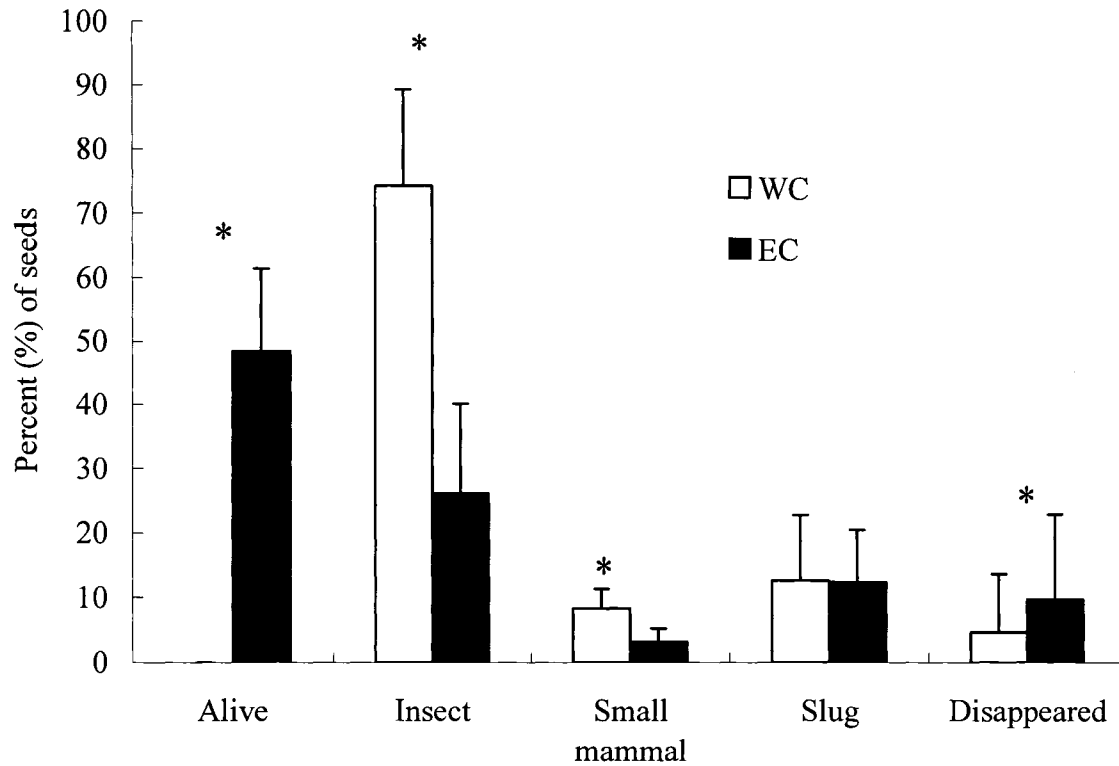 Percent (%) of seeds
100
90
80
70
60
50
40
30
20
10
0
*
*
*
*
WC
EC
Alive
Insect
Small
mammal
Slug
Disappeared